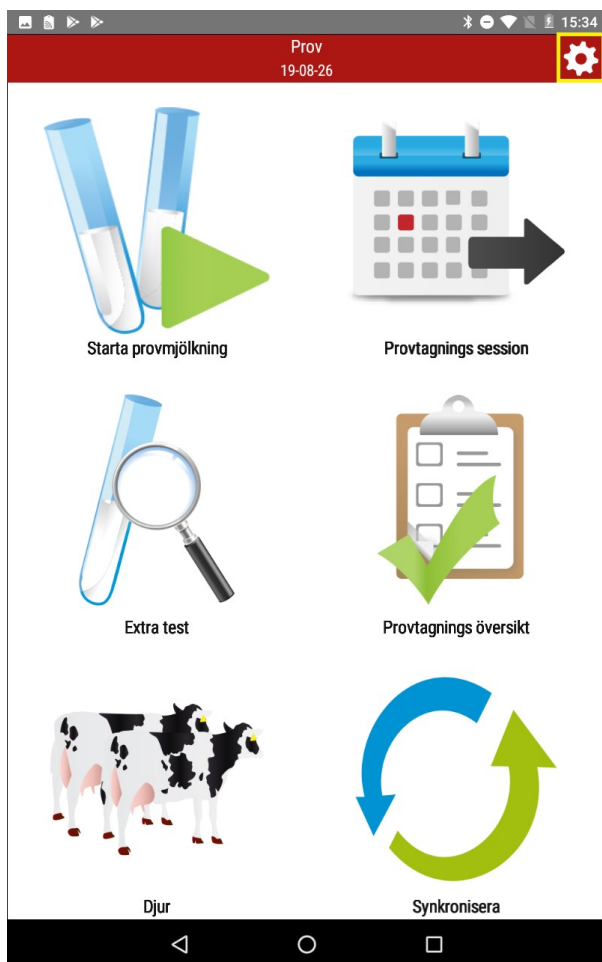 15:34
Prov
19-08-26
Starta provmjölkning
Provtagnings session
Extra test
Provtagnings översikt
Djur
Synkronisera